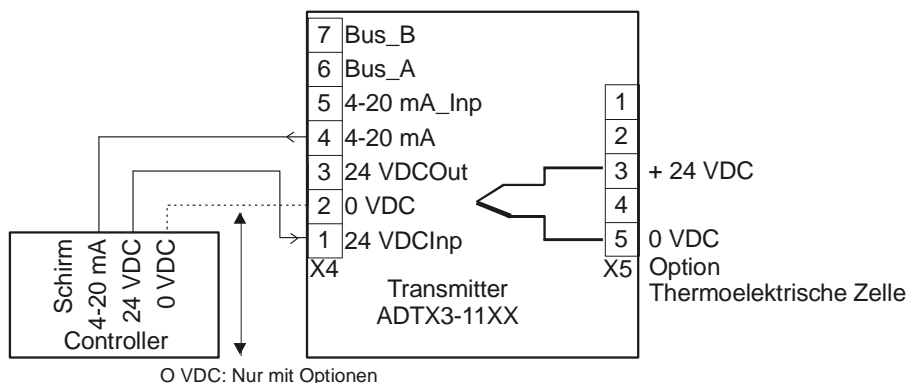 7 Bus_B
6 Bus_A
5 4-20 mA_Inp
4 4-20 mA
3 24 VDCOut
2 0 VDC
1 24 VDCInp
X4
1
2
3 + 24 VDC
4
5 0 VDC
X5 Option
Thermoelektrische Zelle
Transmitter
ADTX3-11XX
Schirm
4-20 mA
24 VDC
0 VDC
Controller
O VDC: Nur mit Optionen